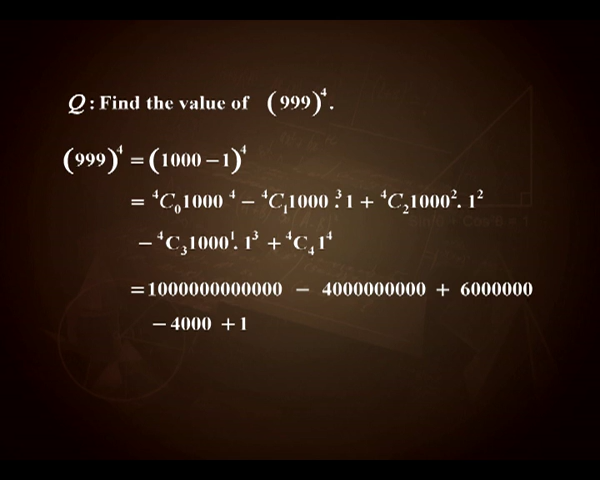 Q : Find the value of (999)⁴.
(999)⁴ = (1000 – 1)⁴
= ⁴C₀1000⁴ – ⁴C₁1000³.1 + ⁴C₂1000².1²
– ⁴C₃1000¹.1³ + ⁴C₄1⁴
=1000000000000 – 4000000000 + 6000000
– 4000 + 1